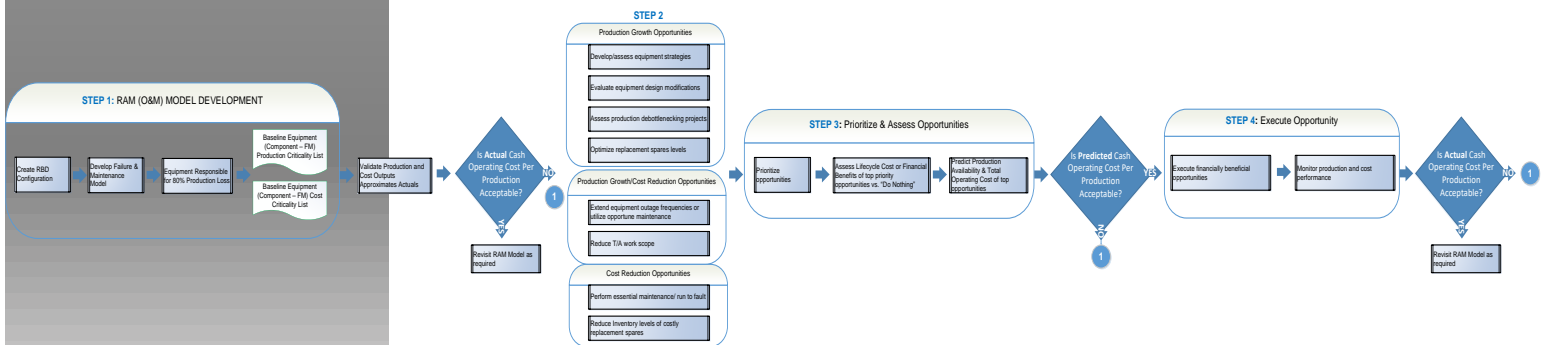 STEP 1: RAM (O&M) MODEL DEVELOPMENT
Create RBD
Configuration
Develop Failure &
Maintenance
Model
Equipment Responsible
for 80% Production Loss
Baseline Equipment
(Component – FM)
Production Criticality List
Baseline Equipment
(Component – FM) Cost
Criticality List
Validate Production and
Cost Outputs
Approximates Actuals
Is Actual Cash
Operating Cost Per
Production
Acceptable?
NO
1
YES
Revisit RAM Model as
required
STEP 2
Production Growth Opportunities
Develop/assess equipment strategies
Evaluate equipment design modifications
Assess production debottlenecking projects
Optimize replacement spares levels
Production Growth/Cost Reduction Opportunities
Extend equipment outage frequencies or
utilize opportune maintenance
Reduce T/A work scope
Cost Reduction Opportunities
Perform essential maintenance/ run to fault
Reduce Inventory levels of costly
replacement spares
STEP 3: Prioritize & Assess Opportunities
Prioritize
opportunities
Assess Lifecycle Cost or Financial
Benefits of top priority
opportunities vs. "Do Nothing"
Predict Production
Availability & Total
Operating Cost of top
opportunities
Is Predicted Cash
Operating Cost Per
Production
Acceptable?
YES
NO
1
STEP 4: Execute Opportunity
Execute financially beneficial
opportunities
Monitor production and cost
performance
Is Actual Cash
Operating Cost Per
Production
Acceptable?
NO
1
YES
Revisit RAM Model as
required